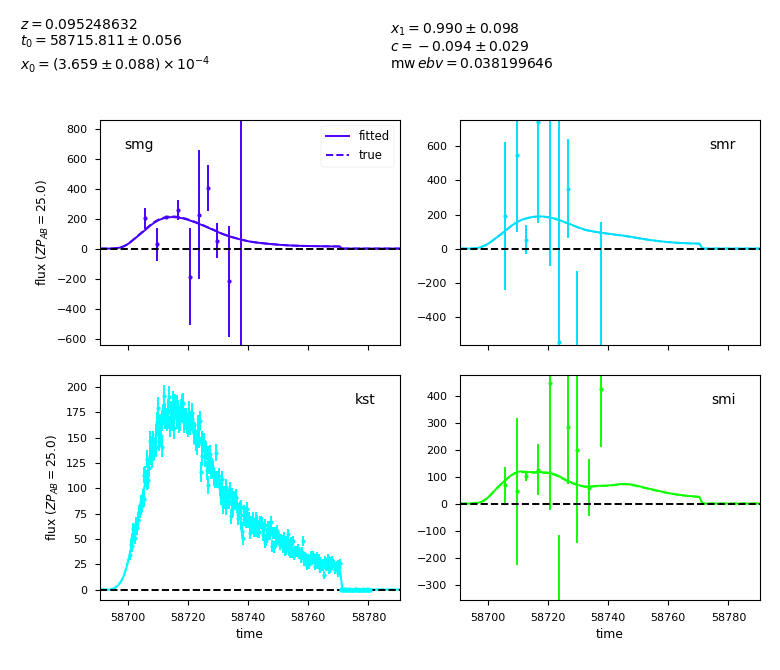 z = 0.095248632
t₀ = 58715.811 ± 0.056
x₀ = (3.659 ± 0.088) × 10⁻⁴
x₁ = 0.990 ± 0.098
c = −0.094 ± 0.029
mw ebv = 0.038199646
smg
fitted
true
800
600
400
200
0
−200
−400
−600
flux (ZP_AB = 25.0)
smr
600
400
200
0
−200
−400
kst
200
175
150
125
100
75
50
25
0
flux (ZP_AB = 25.0)
58700 58720 58740 58760 58780
time
smi
400
300
200
100
0
−100
−200
−300
58700 58720 58740 58760 58780
time